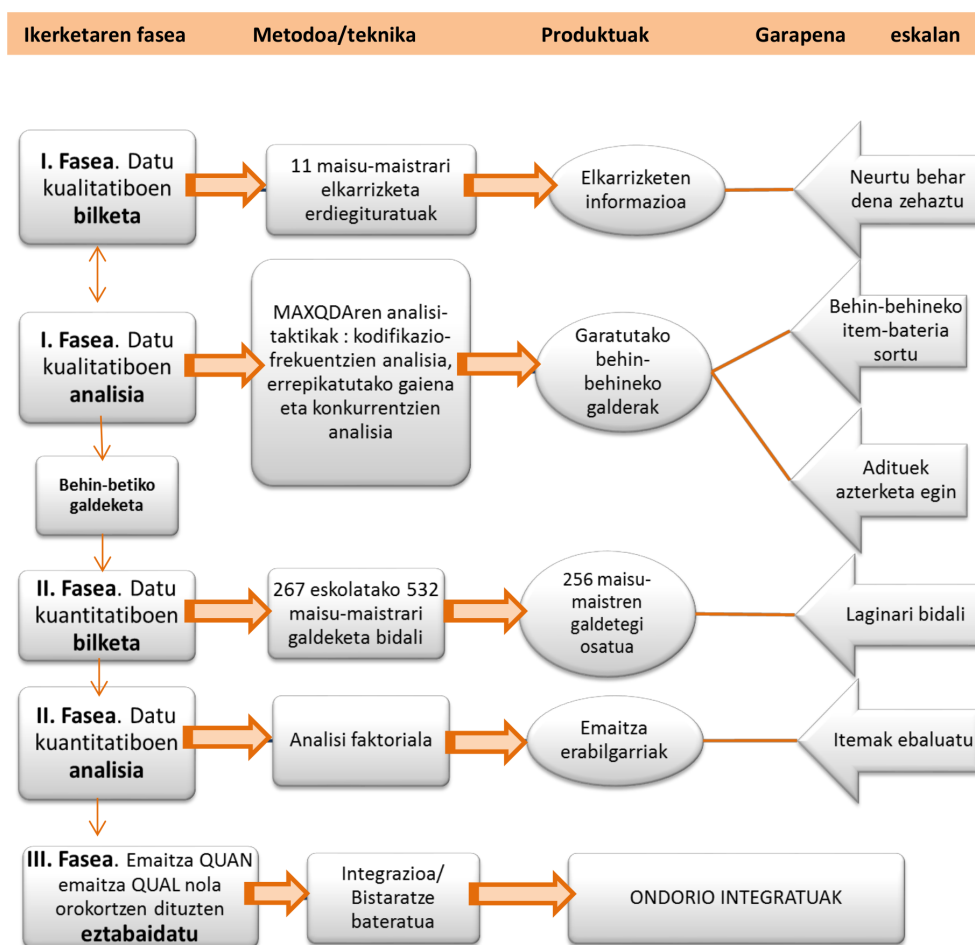 Ikerketaren fasea Metodoa/teknika Produktuak Garapena eskalan
I. Fasea. Datu
kualitatiboen
bilketa
11 maisu-maistrari
elkarrizketa
erdiegituratuak
Elkarrizketen
informazioa
Neurtu behar
dena zehaztu
I. Fasea. Datu
kualitatiboen
analisia
MAXQDAren analisi-
taktikak : kodifikazio-
frekuentzien analisia,
errepikatutako gaiena
eta konkurrentzien
analisia
Garatutako
behin-
behineko
galderak
Behin-behineko
item-bateria
sortu
Adituek
azterketa egin
Behin-betiko
galdeketa
II. Fasea. Datu
kuantitatiboen
bilketa
267 eskolatako 532
maisu-maistrari
galdeketa bidali
256 maisu-
maistren
galdetegi
osatua
Laginari bidali
II. Fasea. Datu
kuantitatiboen
analisia
Analisi faktoriala
Emaitza
erabilgarriak
Itemak ebaluatu
III. Fasea. Emaitza QUAN
emaitza QUAL nola
orokortzen dituzten
eztabaidatu
Integrazioa/
Bistaratze
bateratua
ONDORIO INTEGRATUAK